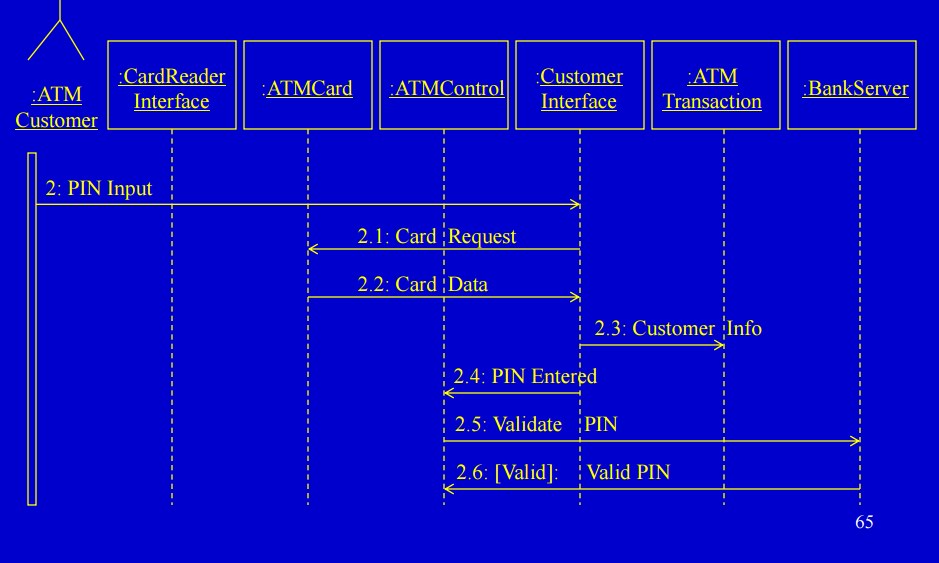 :ATM
Customer
:CardReader
Interface
:ATMCard
:ATMControl
:Customer
Interface
:ATM
Transaction
:BankServer
2: PIN Input
2.1: Card Request
2.2: Card Data
2.3: Customer Info
2.4: PIN Entered
2.5: Validate PIN
2.6: [Valid]: Valid PIN
65